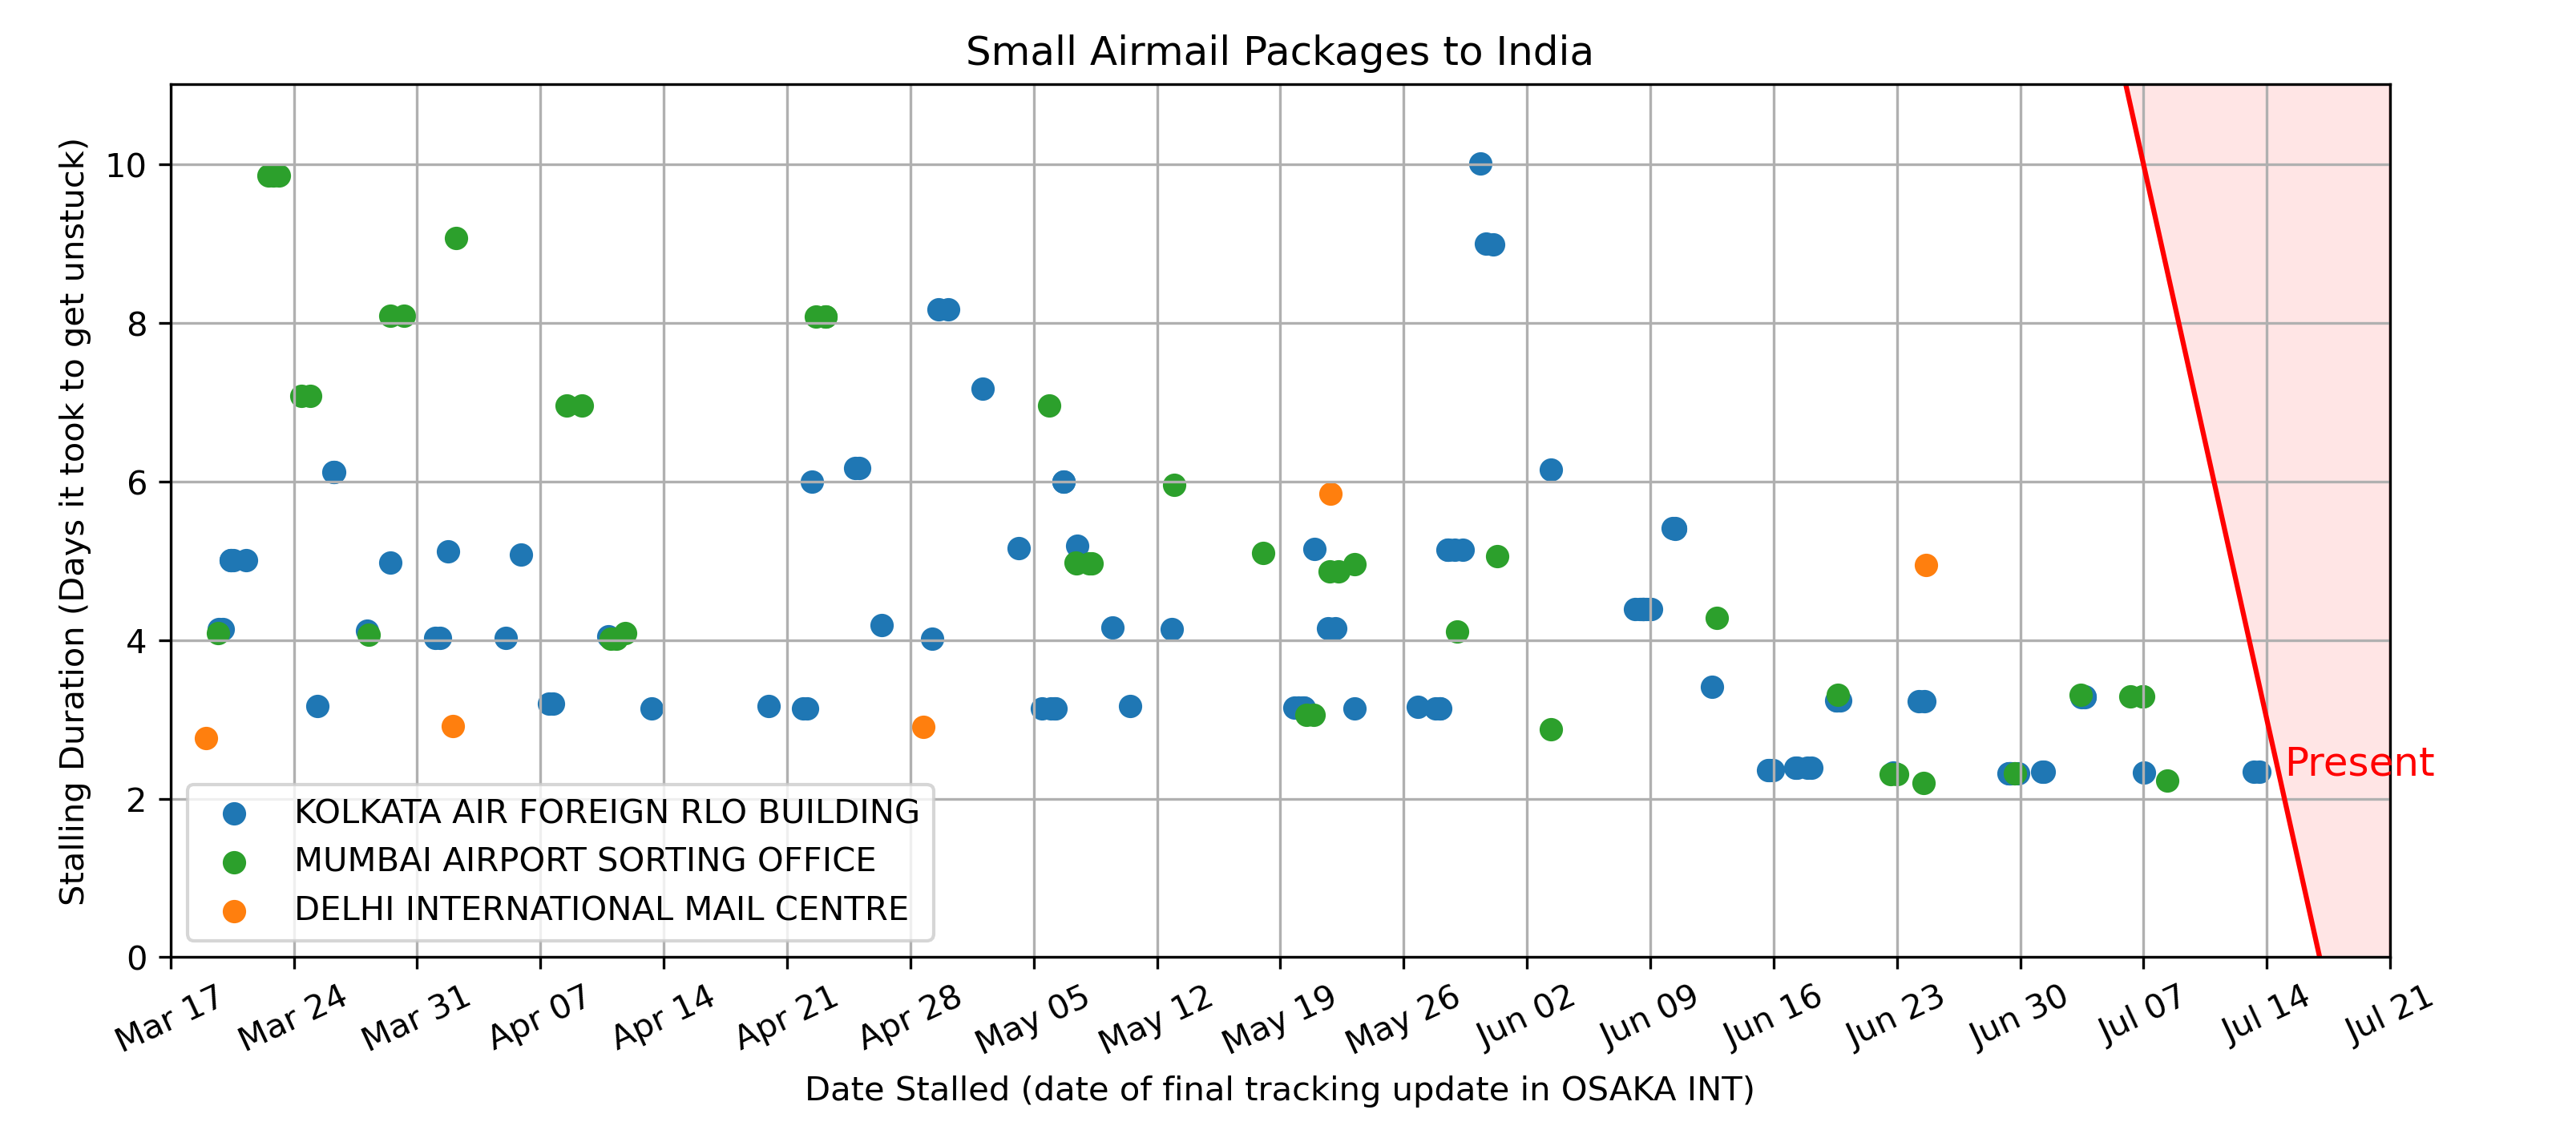 Small Airmail Packages to India
Stalling Duration (Days it took to get unstuck)
10
8
6
4
2
0
Present
KOLKATA AIR FOREIGN RLO BUILDING
MUMBAI AIRPORT SORTING OFFICE
DELHI INTERNATIONAL MAIL CENTRE
Mar 17 Mar 24 Mar 31 Apr 07 Apr 14 Apr 21 Apr 28 May 05 May 12 May 19 May 26 Jun 02 Jun 09 Jun 16 Jun 23 Jun 30 Jul 07 Jul 14 Jul 21
Date Stalled (date of final tracking update in OSAKA INT)